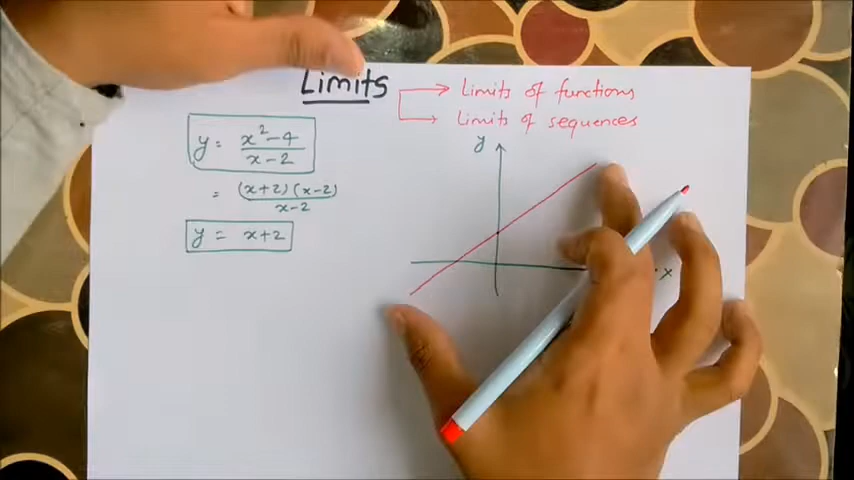 Limits
Limits of functions
Limits of sequences
y = x² - 4 / x - 2
= (x+2) (x-2) / x-2
y = x+2
y
x